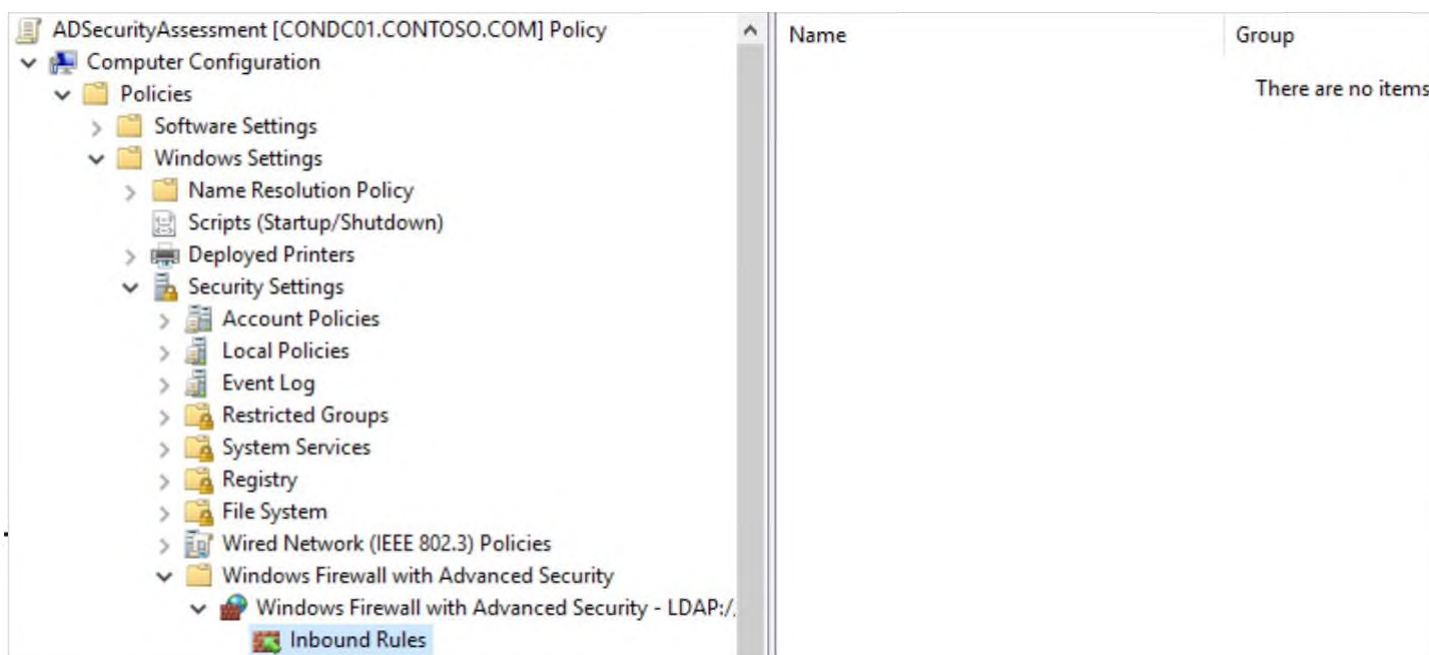 ADSecurityAssessment [CONDC01.CONTOSO.COM] Policy
Computer Configuration
Policies
Software Settings
Windows Settings
Name Resolution Policy
Scripts (Startup/Shutdown)
Deployed Printers
Security Settings
Account Policies
Local Policies
Event Log
Restricted Groups
System Services
Registry
File System
Wired Network (IEEE 802.3) Policies
Windows Firewall with Advanced Security
Windows Firewall with Advanced Security - LDAP:/
Inbound Rules
Name Group
There are no items